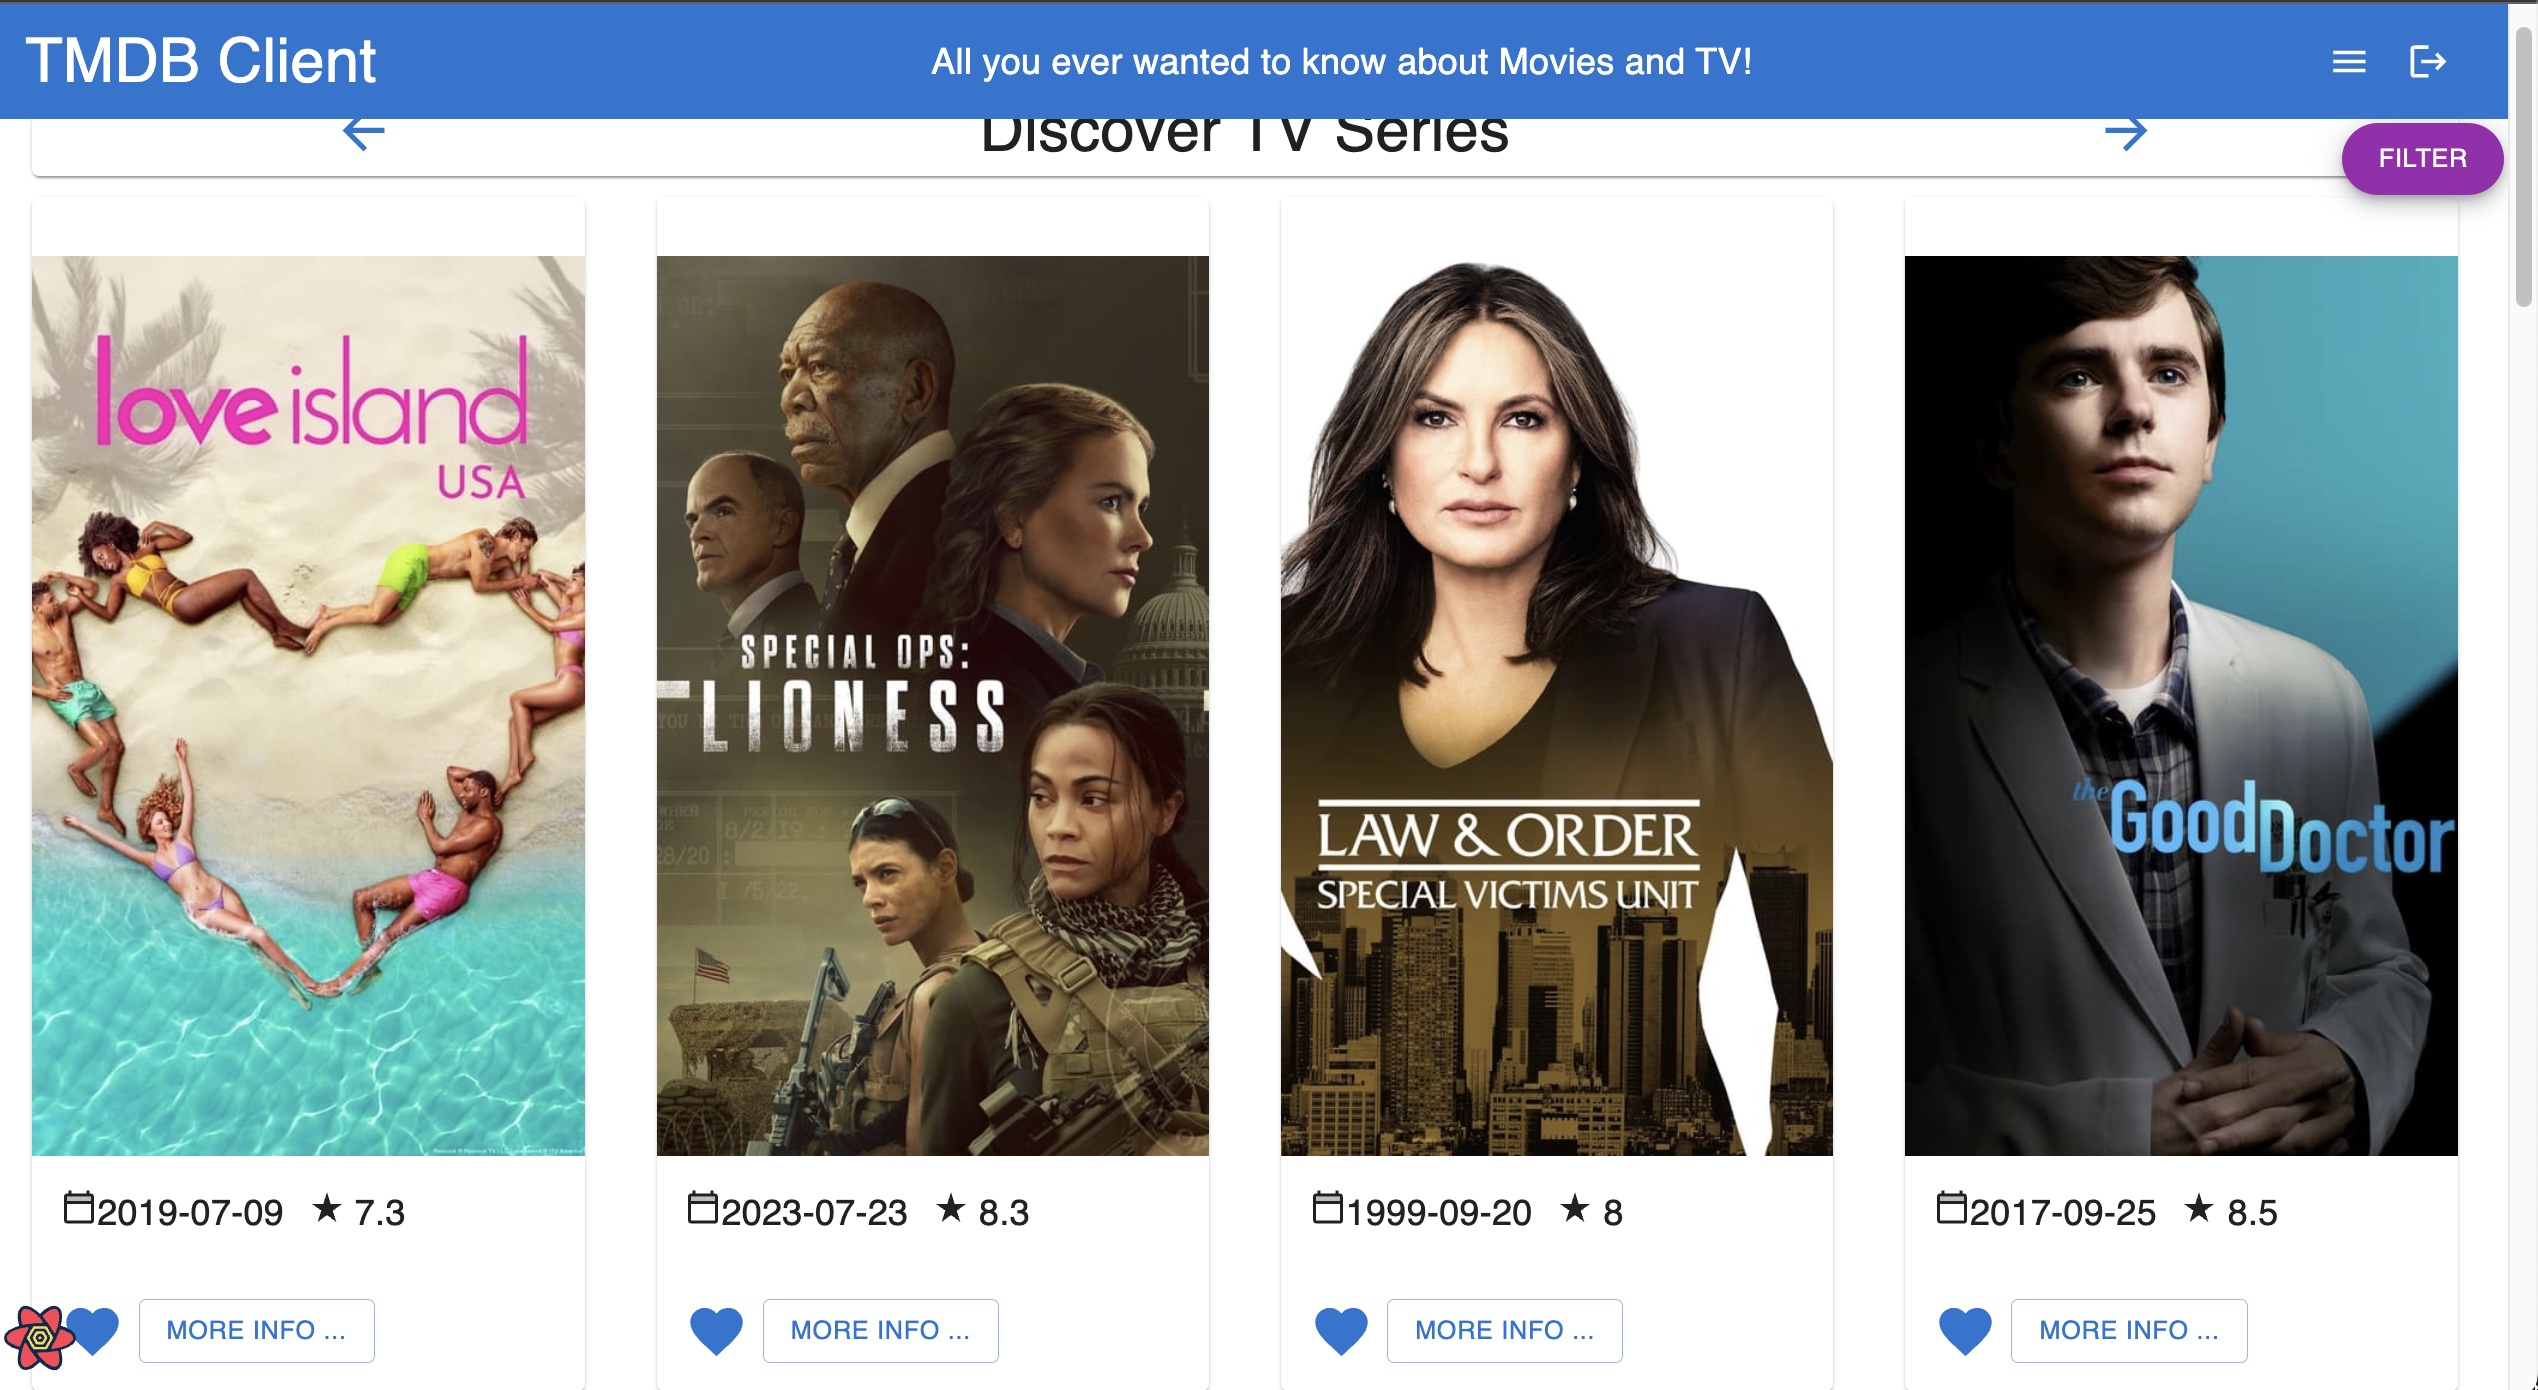 TMDB Client
All you ever wanted to know about Movies and TV!
Discover TV Series
FILTER
love island
USA
SPECIAL OPS:
LIONESS
LAW & ORDER
SPECIAL VICTIMS UNIT
the Good Doctor
2019-07-09 ★ 7.3
2023-07-23 ★ 8.3
1999-09-20 ★ 8
2017-09-25 ★ 8.5
MORE INFO ...
MORE INFO ...
MORE INFO ...
MORE INFO ...